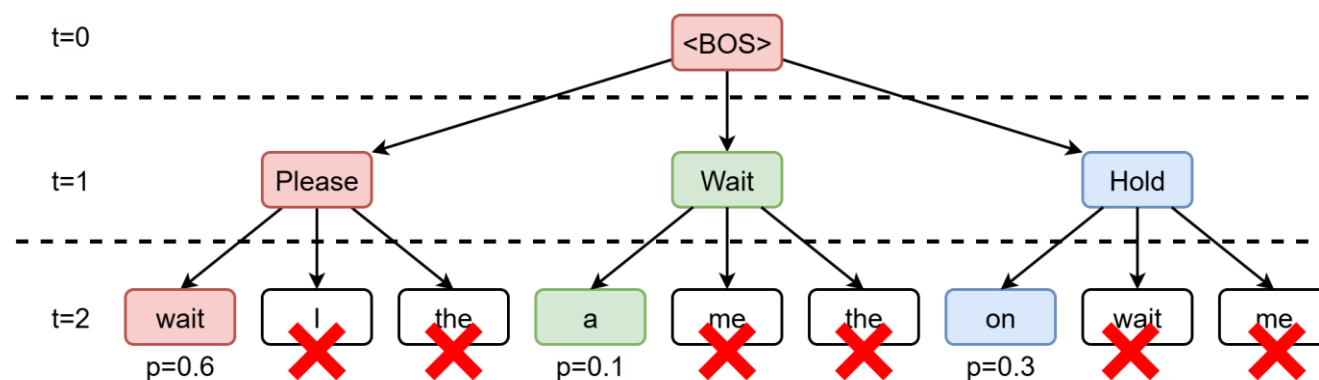 t=0 <BOS>
t=1 Please Wait Hold
t=2 wait I the a me the on wait me
p=0.6 p=0.1 p=0.3